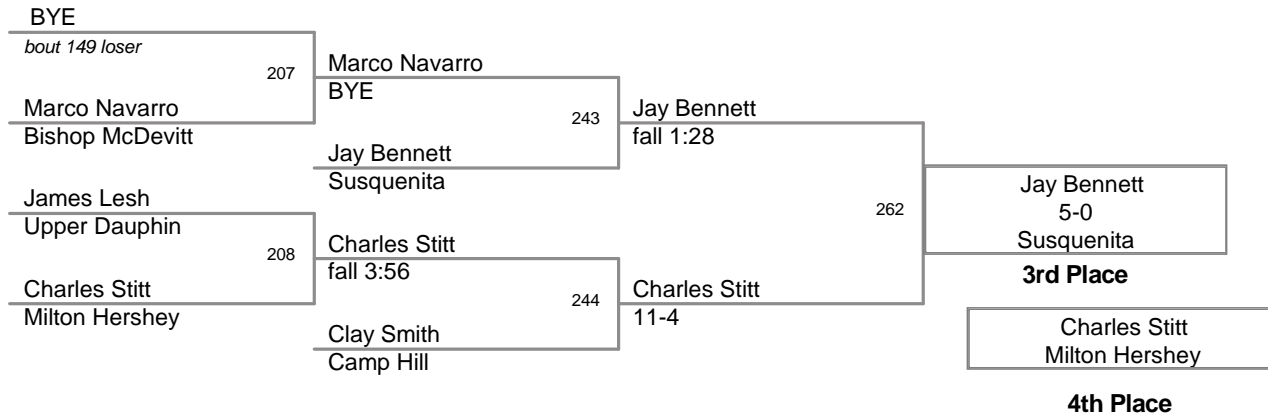 BYE
bout 149 loser
207
Marco Navarro
Bishop McDevitt
Marco Navarro
BYE
243
Jay Bennett
Susquenita
James Lesh
Upper Dauphin
208
Charles Stitt
Milton Hershey
Charles Stitt
fall 3:56
244
Clay Smith
Camp Hill
Jay Bennett
fall 1:28
262
Charles Stitt
11-4
Jay Bennett
5-0
Susquenita
3rd Place
Charles Stitt
Milton Hershey
4th Place